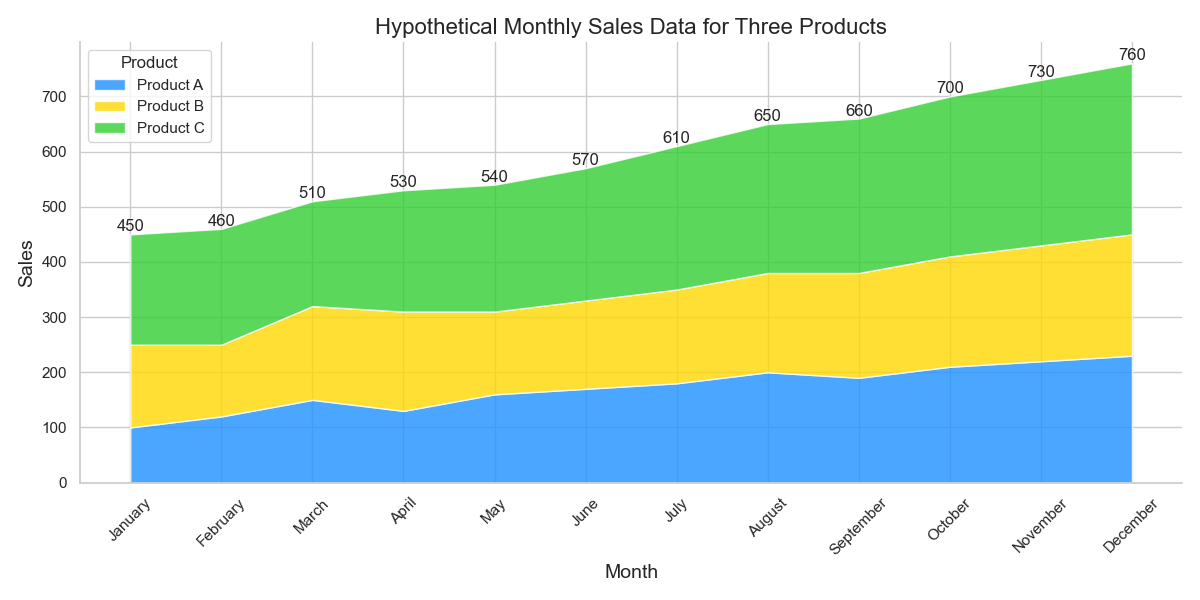 Hypothetical Monthly Sales Data for Three Products
Product
Product A
Product B
Product C
450
460
510
530
540
570
610
650
660
700
730
760
700
600
500
400
300
200
100
0
Sales
January
February
March
April
May
June
July
August
September
October
November
December
Month